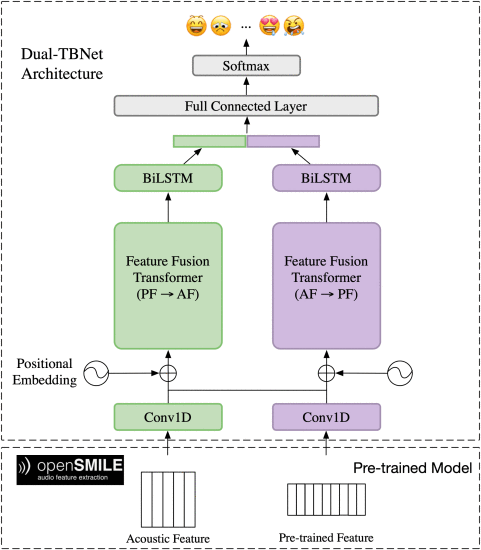 Dual-TBNet
Architecture
...
Softmax
Full Connected Layer
BiLSTM
BiLSTM
Feature Fusion
Transformer
(PF → AF)
Feature Fusion
Transformer
(AF → PF)
Positional
Embedding
Conv1D
Conv1D
openSMILE
audio feature extraction
Pre-trained Model
Acoustic Feature
Pre-trained Feature